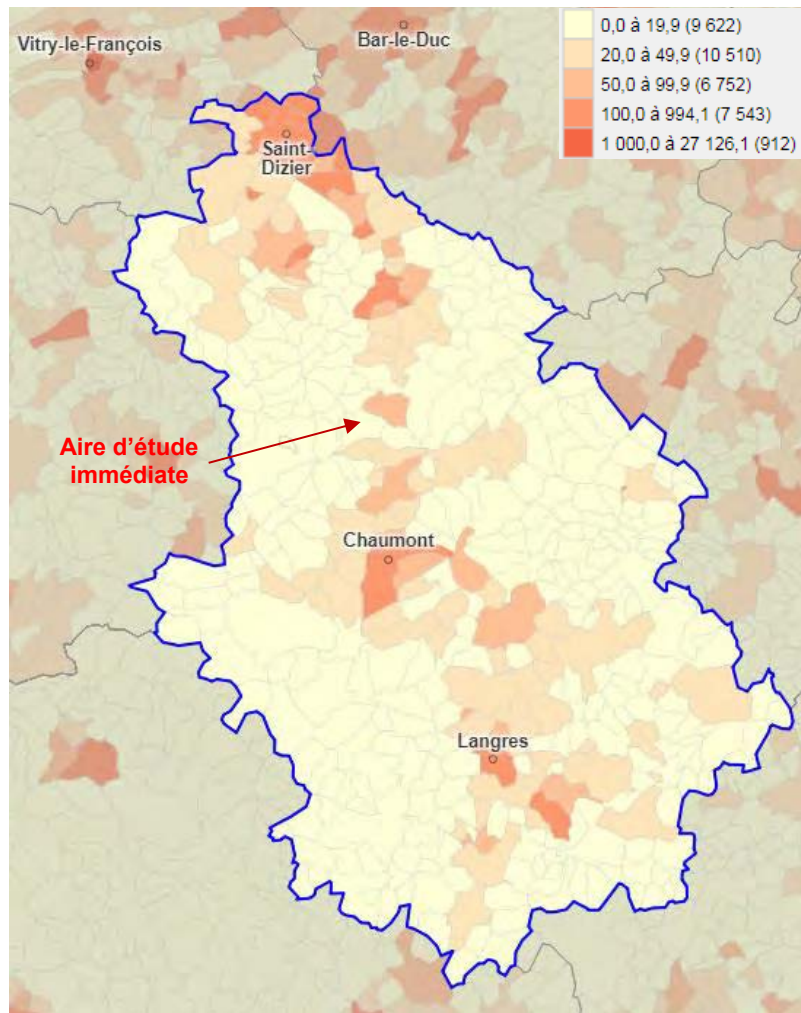 Vitry-le-François
Bar-le-Duc
0,0 à 19,9 (9 622)
20,0 à 49,9 (10 510)
50,0 à 99,9 (6 752)
100,0 à 994,1 (7 543)
1 000,0 à 27 126,1 (912)
Saint-
Dizier
Aire d'étude
immédiate
Chaumont
Langres